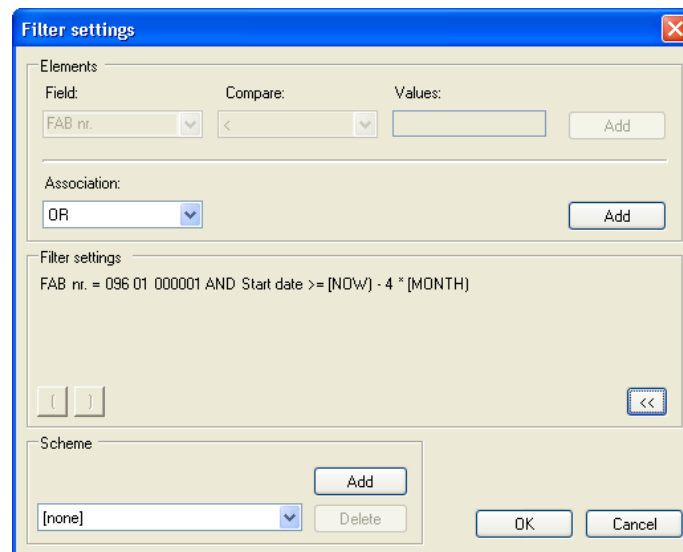 Filter settings
Elements
Field: Compare: Values:
FAB nr. < Add
Association:
OR Add
Filter settings
FAB nr. = 096 01 000001 AND Start date >= [NOW) - 4 * [MONTH)
( ) <<
Scheme
Add
[none] Delete
OK Cancel